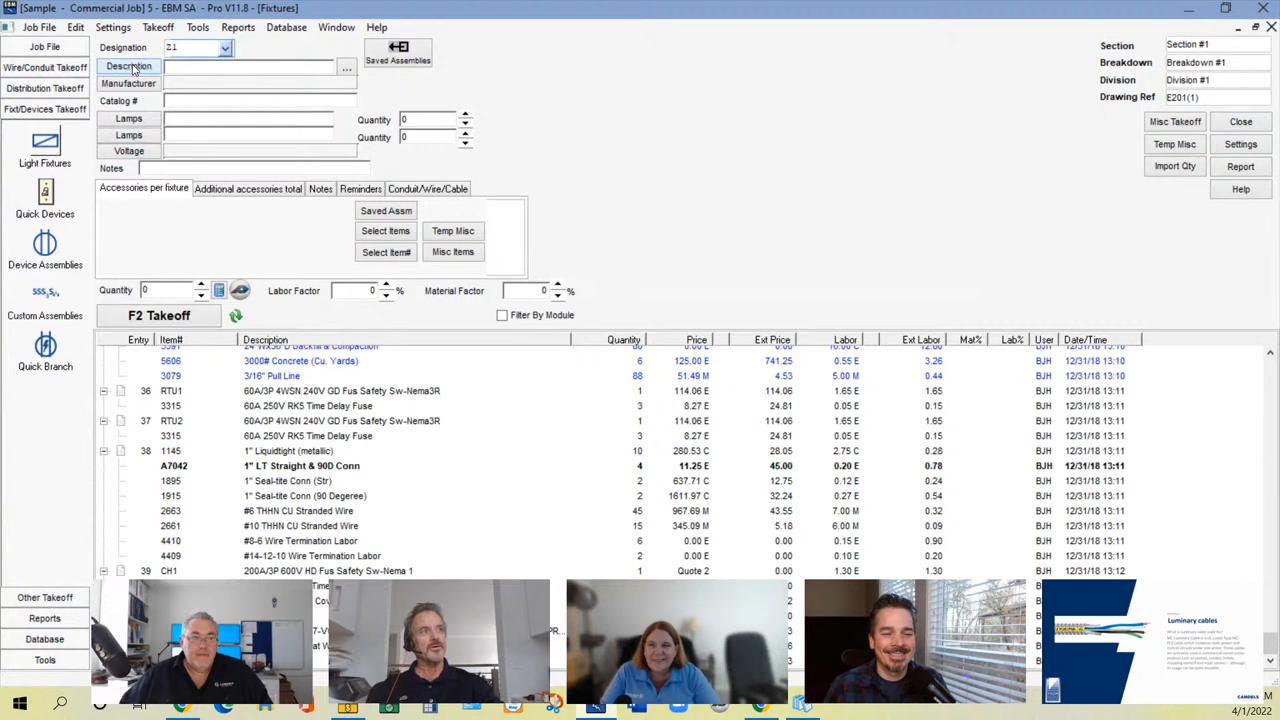 [Sample - Commercial Job] 5 - EBM SA - Pro V11.8 - [Fixtures]
Job File Edit Settings Takeoff Tools Reports Database Window Help
Job File
Wire/Conduit Takeoff
Distribution Takeoff
Fixt/Devices Takeoff
Light Fixtures
Quick Devices
Device Assemblies
Custom Assemblies
Quick Branch
Other Takeoff
Reports
Database
Tools
Designation Z1
Saved Assemblies
Description ...
Manufacturer
Catalog #
Lamps Quantity 0
Lamps Quantity 0
Voltage
Notes
Section Section #1
Breakdown Breakdown #1
Division Division #1
Drawing Ref E201(1)
Misc Takeoff Close
Temp Misc Settings
Import Qty Report
Help
Accessories per fixture Additional accessories total Notes Reminders Conduit/Wire/Cable
Saved Assm
Select Items Temp Misc
Select Item# Misc Items
Quantity 0 Labor Factor 0 % Material Factor 0 %
F2 Takeoff Filter By Module
Entry Item# Description Quantity Price Ext Price Labor Ext Labor Mat% Lab% User Date/Time
5606 3000# Concrete (Cu. Yards) 6 125.00 E 741.25 0.55 E 3.26 BJH 12/31/18 13:10
3079 3/16" Pull Line 88 51.49 M 4.53 5.00 M 0.44 BJH 12/31/18 13:10
36 RTU1 60A/3P 4WSN 240V GD Fus Safety Sw-Nema3R 1 114.06 E 114.06 1.65 E 1.65 BJH 12/31/18 13:11
3315 60A 250V RK5 Time Delay Fuse 3 8.27 E 24.81 0.05 E 0.15 BJH 12/31/18 13:11
37 RTU2 60A/3P 4WSN 240V GD Fus Safety Sw-Nema3R 1 114.06 E 114.06 1.65 E 1.65 BJH 12/31/18 13:11
3315 60A 250V RK5 Time Delay Fuse 3 8.27 E 24.81 0.05 E 0.15 BJH 12/31/18 13:11
38 1145 1" Liquidtight (metallic) 10 280.53 C 28.05 2.75 C 0.28 BJH 12/31/18 13:11
A7042 1" LT Straight & 90D Conn 4 11.25 E 45.00 0.20 E 0.78 BJH 12/31/18 13:11
1895 1" Seal-tite Conn (Str) 2 637.71 C 12.75 0.12 E 0.24 BJH 12/31/18 13:11
1915 1" Seal-tite Conn (90 Degeree) 2 1611.97 C 32.24 0.27 E 0.54 BJH 12/31/18 13:11
2663 #6 THHN CU Stranded Wire 45 967.69 M 43.55 7.00 M 0.32 BJH 12/31/18 13:11
2661 #10 THHN CU Stranded Wire 15 345.09 M 5.18 6.00 M 0.09 BJH 12/31/18 13:11
4410 #8-6 Wire Termination Labor 6 0.00 E 0.00 0.15 E 0.90 BJH 12/31/18 13:11
4409 #14-12-10 Wire Termination Labor 2 0.00 E 0.00 0.10 E 0.20 BJH 12/31/18 13:11
39 CH1 200A/3P 600V HD Fus Safety Sw-Nema 1 1 Quote 2 0.00 1.30 E 1.30 BJH 12/31/18 13:12
Luminary cables
CANDELS
4/1/2022